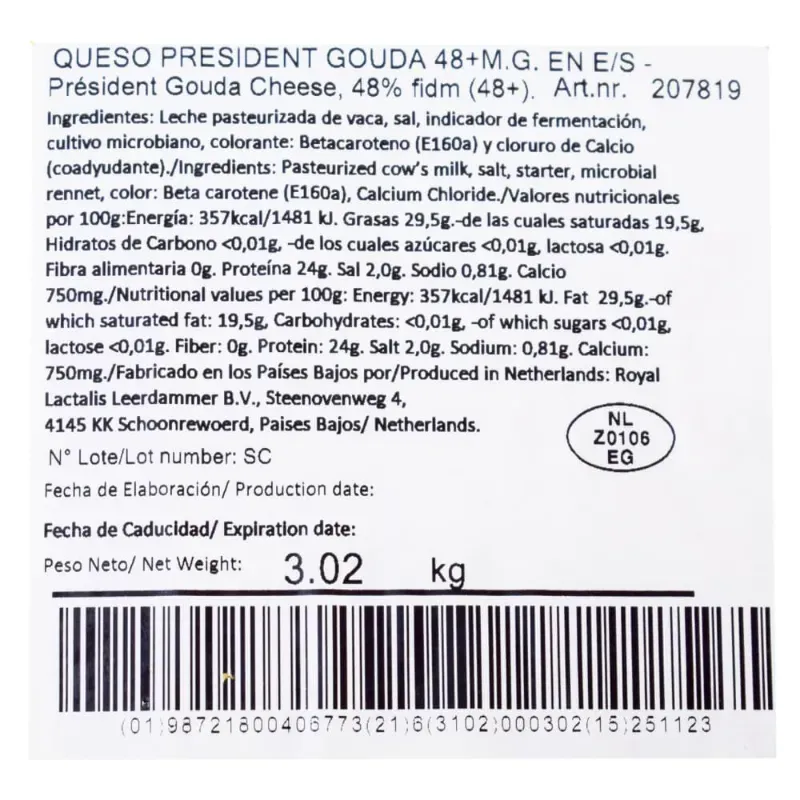 QUESO PRESIDENT GOUDA 48+M.G. EN E/S -
Président Gouda Cheese, 48% fidm (48+). Art.nr. 207819
Ingredientes: Leche pasteurizada de vaca, sal, indicador de fermentación,
cultivo microbiano, colorante: Betacaroteno (E160a) y cloruro de Calcio
(coadyudante)./Ingredients: Pasteurized cow's milk, salt, starter, microbial
rennet, color: Beta carotene (E160a), Calcium Chloride./Valores nutricionales
por 100g:Energía: 357kcal/1481 kJ. Grasas 29,5g.-de las cuales saturadas 19,5g,
Hidratos de Carbono <0,01g, -de los cuales azúcares <0,01g, lactosa <0,01g.
Fibra alimentaria 0g. Proteína 24g. Sal 2,0g. Sodio 0,81g. Calcio
750mg./Nutritional values per 100g: Energy: 357kcal/1481 kJ. Fat 29,5g.-of
which saturated fat: 19,5g, Carbohydrates: <0,01g, -of which sugars <0,01g,
lactose <0,01g. Fiber: 0g. Protein: 24g. Salt 2,0g. Sodium: 0,81g. Calcium:
750mg./Fabricado en los Países Bajos por/Produced in Netherlands: Royal
Lactalis Leerdammer B.V., Steenovenweg 4,
4145 KK Schoonrewoerd, Paises Bajos/ Netherlands.
NL
Z0106
EG
N° Lote/Lot number: SC
Fecha de Elaboración/ Production date:
Fecha de Caducidad/ Expiration date:
Peso Neto/ Net Weight: 3.02 kg
(01)98721800406773(21)6(3102)000302(15)251123